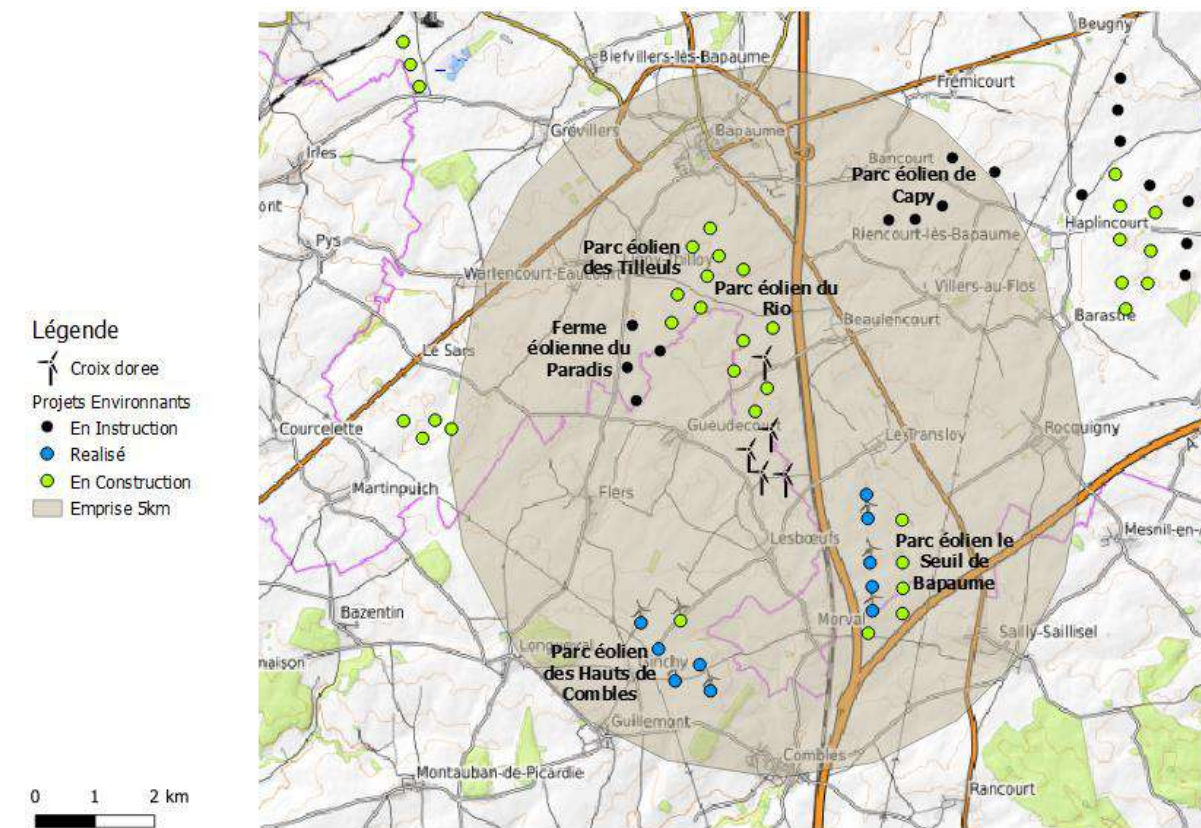 Légende
Croix doree
Projets Environnants
En Instruction
Realisé
En Construction
Emprise 5km
0 1 2 km
Beugny
Biefvillers-lès-Bapaume
Frémicourt
Grévillers
Bapaume
Irles
Bancourt
Parc éolien de
Capy
ont
Haplincourt
Pys
Riencourt-lès-Bapaume
Parc éolien
des Tilleuls
Warlencourt-Eaucourt
Parc éolien du
Rio
Villers-au-Flos
Barastre
Beaulencourt
Ferme
éolienne du
Paradis
Le Sars
Courcelette
Gueudecourt
Le Transloy
Rocquigny
Martinpuich
Flers
Mesnil-en-
Lesbœufs
Parc éolien le
Seuil de
Bapaume
Bazentin
Morval
Sailly-Saillisel
Longueval
naison
Parc éolien
des Hauts de
Combles
Ginchy
Guillemont
Combles
Montauban-de-Picardie
Rancourt